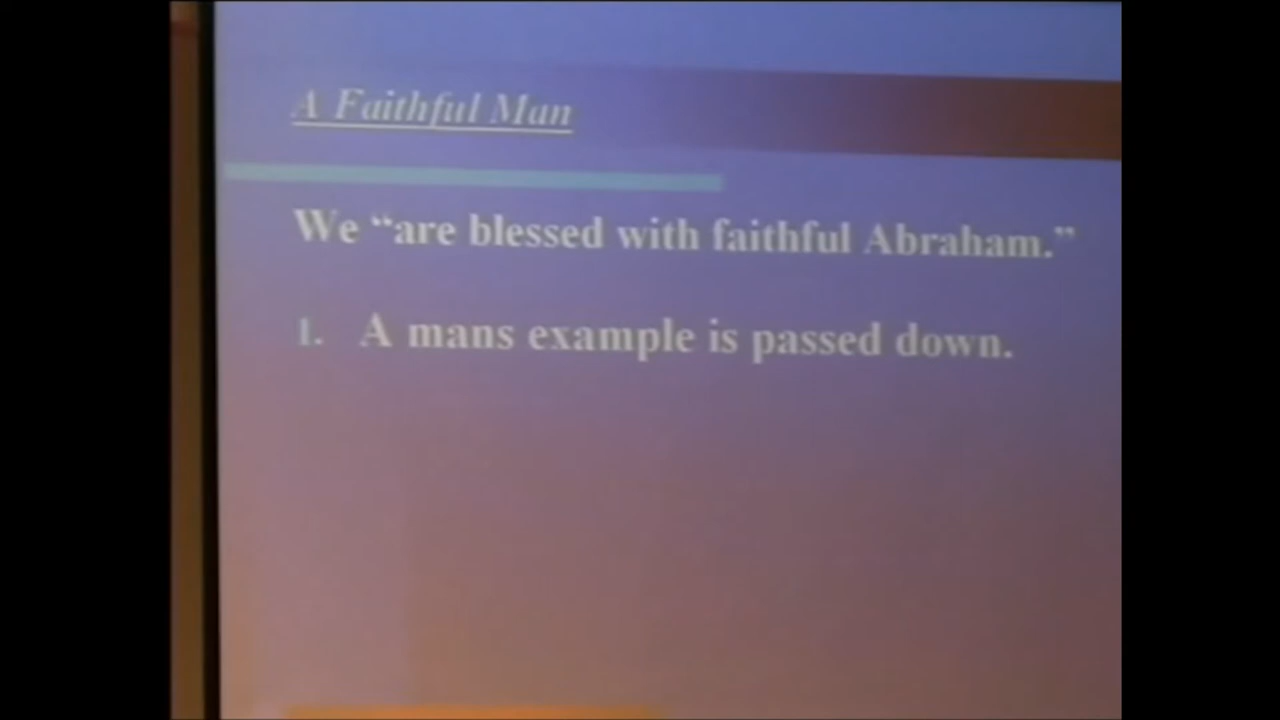 A Faithful Man
We “are blessed with faithful Abraham.”
1. A mans example is passed down.